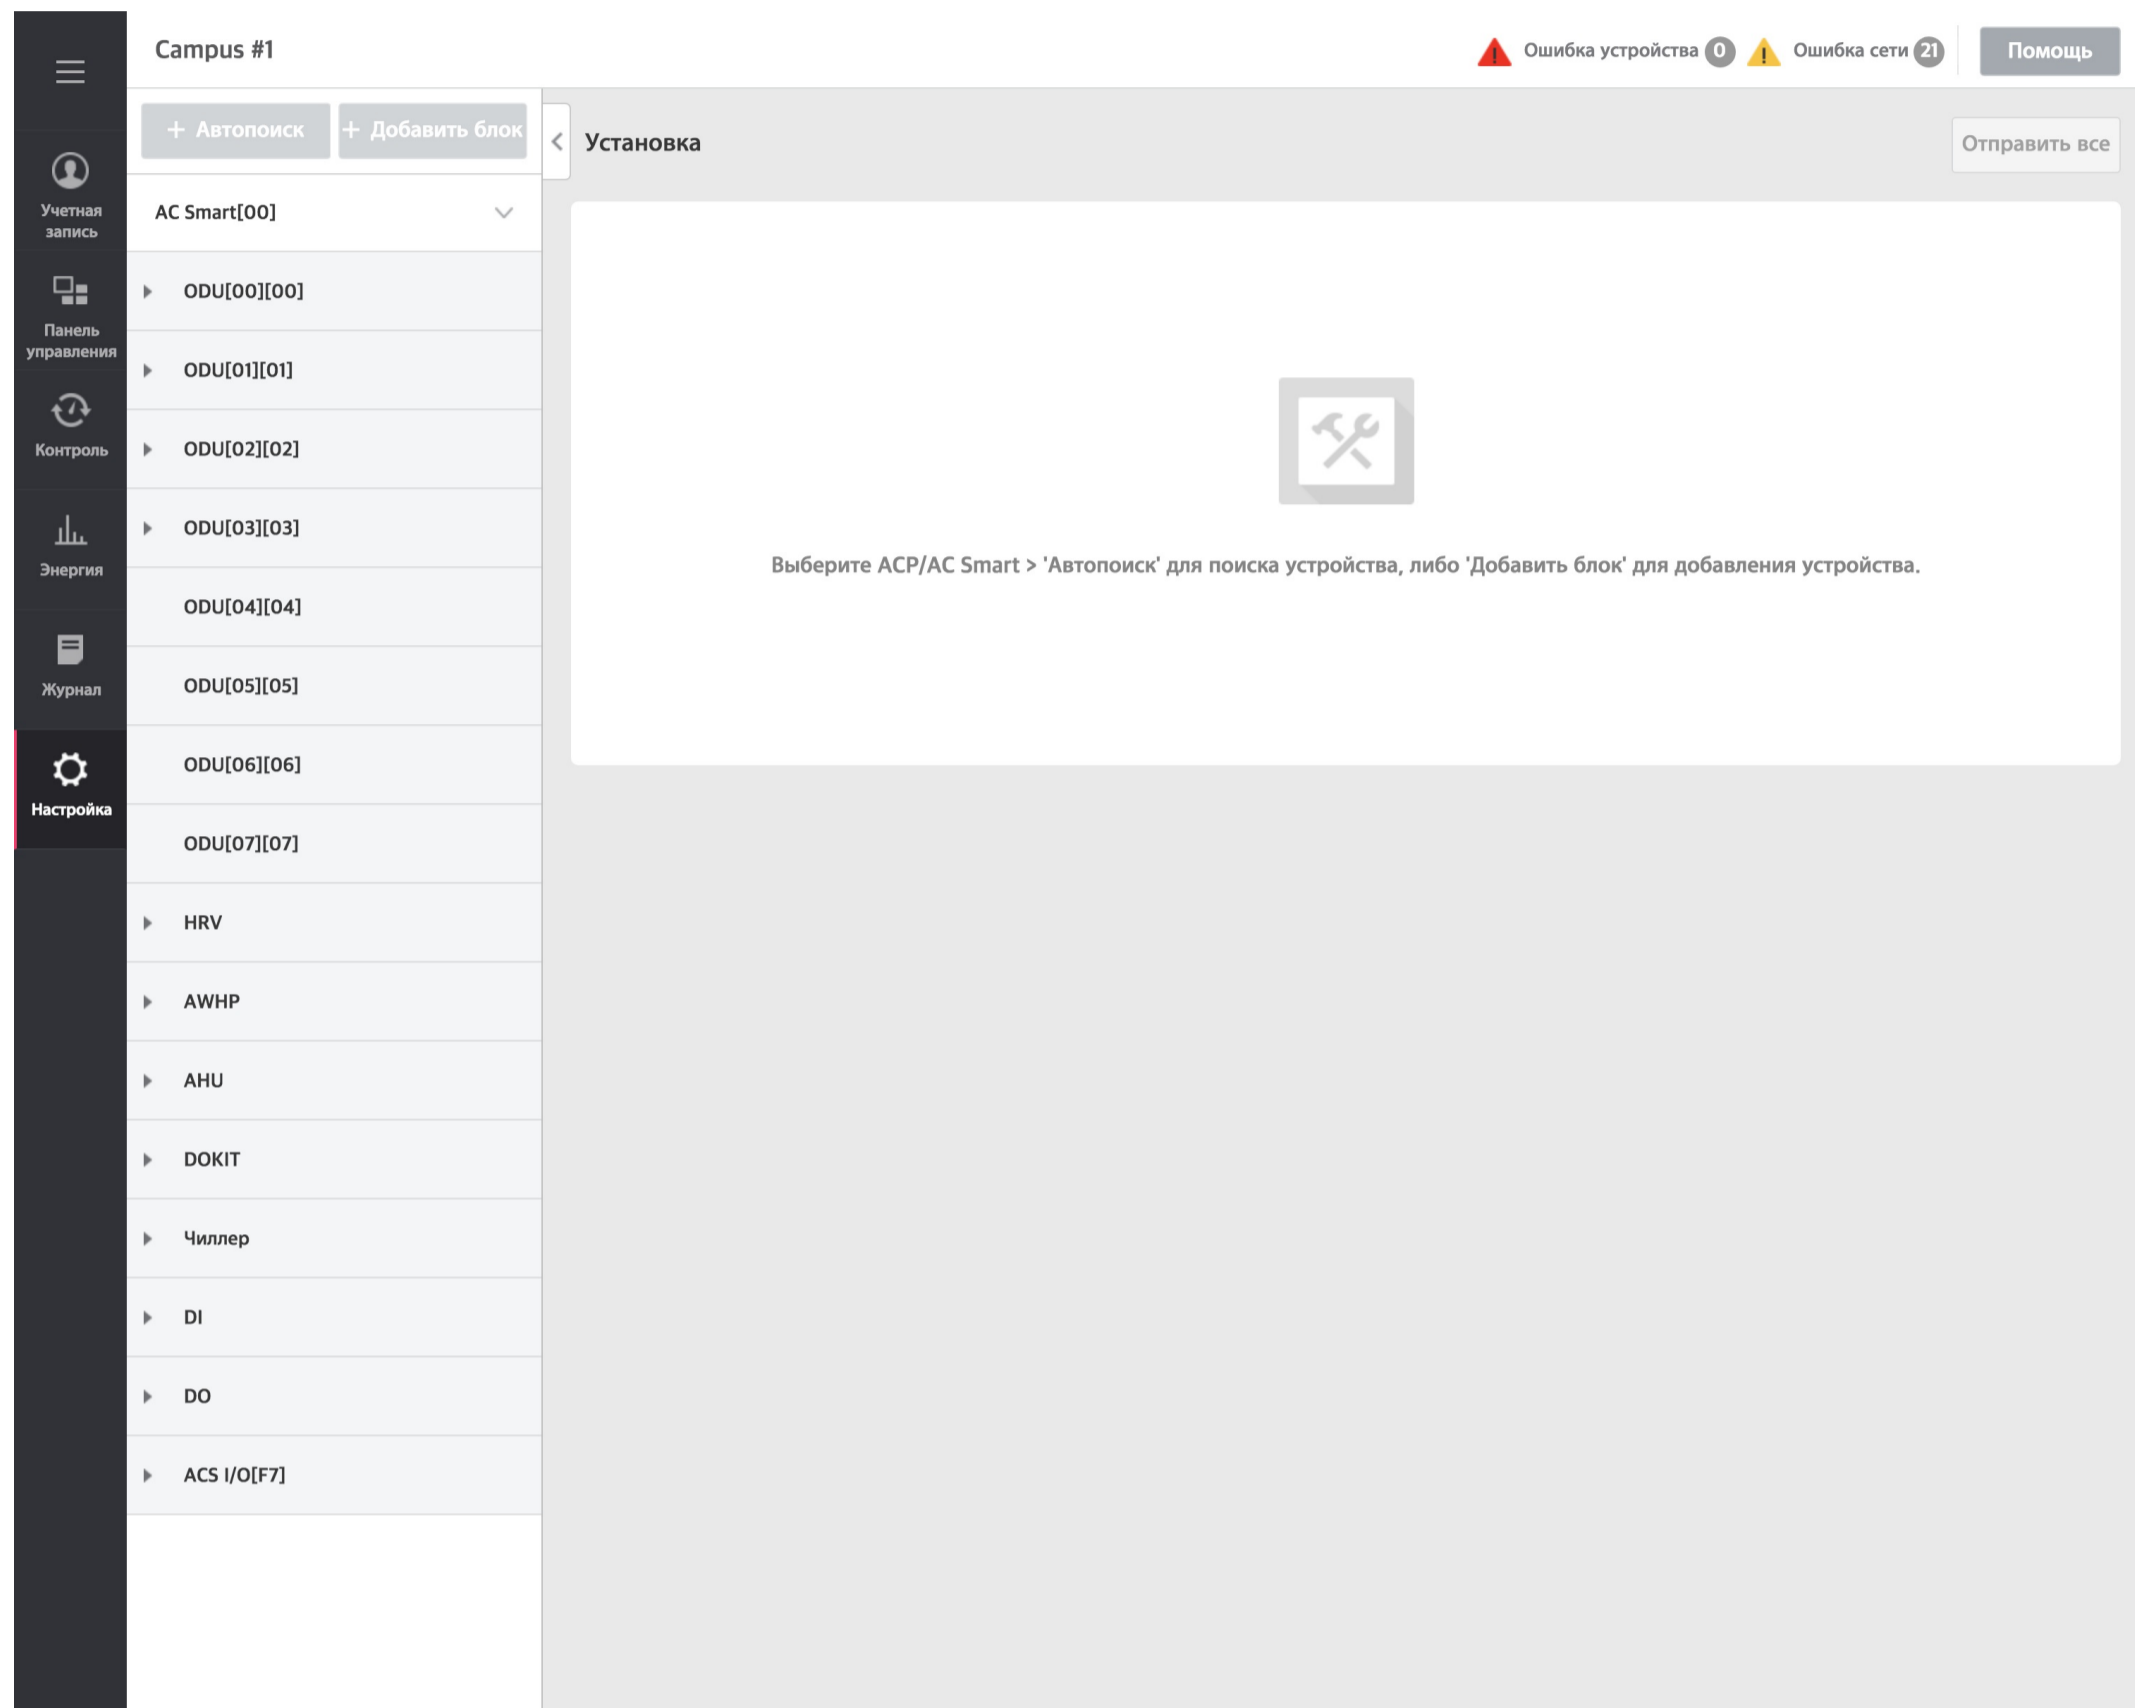 Campus #1
Ошибка устройства 0
Ошибка сети 21
Помощь
Учетная
запись
Панель
управления
Контроль
Энергия
Журнал
Настройка
+ Автопоиск
+ Добавить блок
AC Smart[00]
ODU[00][00]
ODU[01][01]
ODU[02][02]
ODU[03][03]
ODU[04][04]
ODU[05][05]
ODU[06][06]
ODU[07][07]
HRV
AWHP
AHU
DOKIT
Чиллер
DI
DO
ACS I/O[F7]
Установка
Отправить все
Выберите ACP/AC Smart > 'Автопоиск' для поиска устройства, либо 'Добавить блок' для добавления устройства.